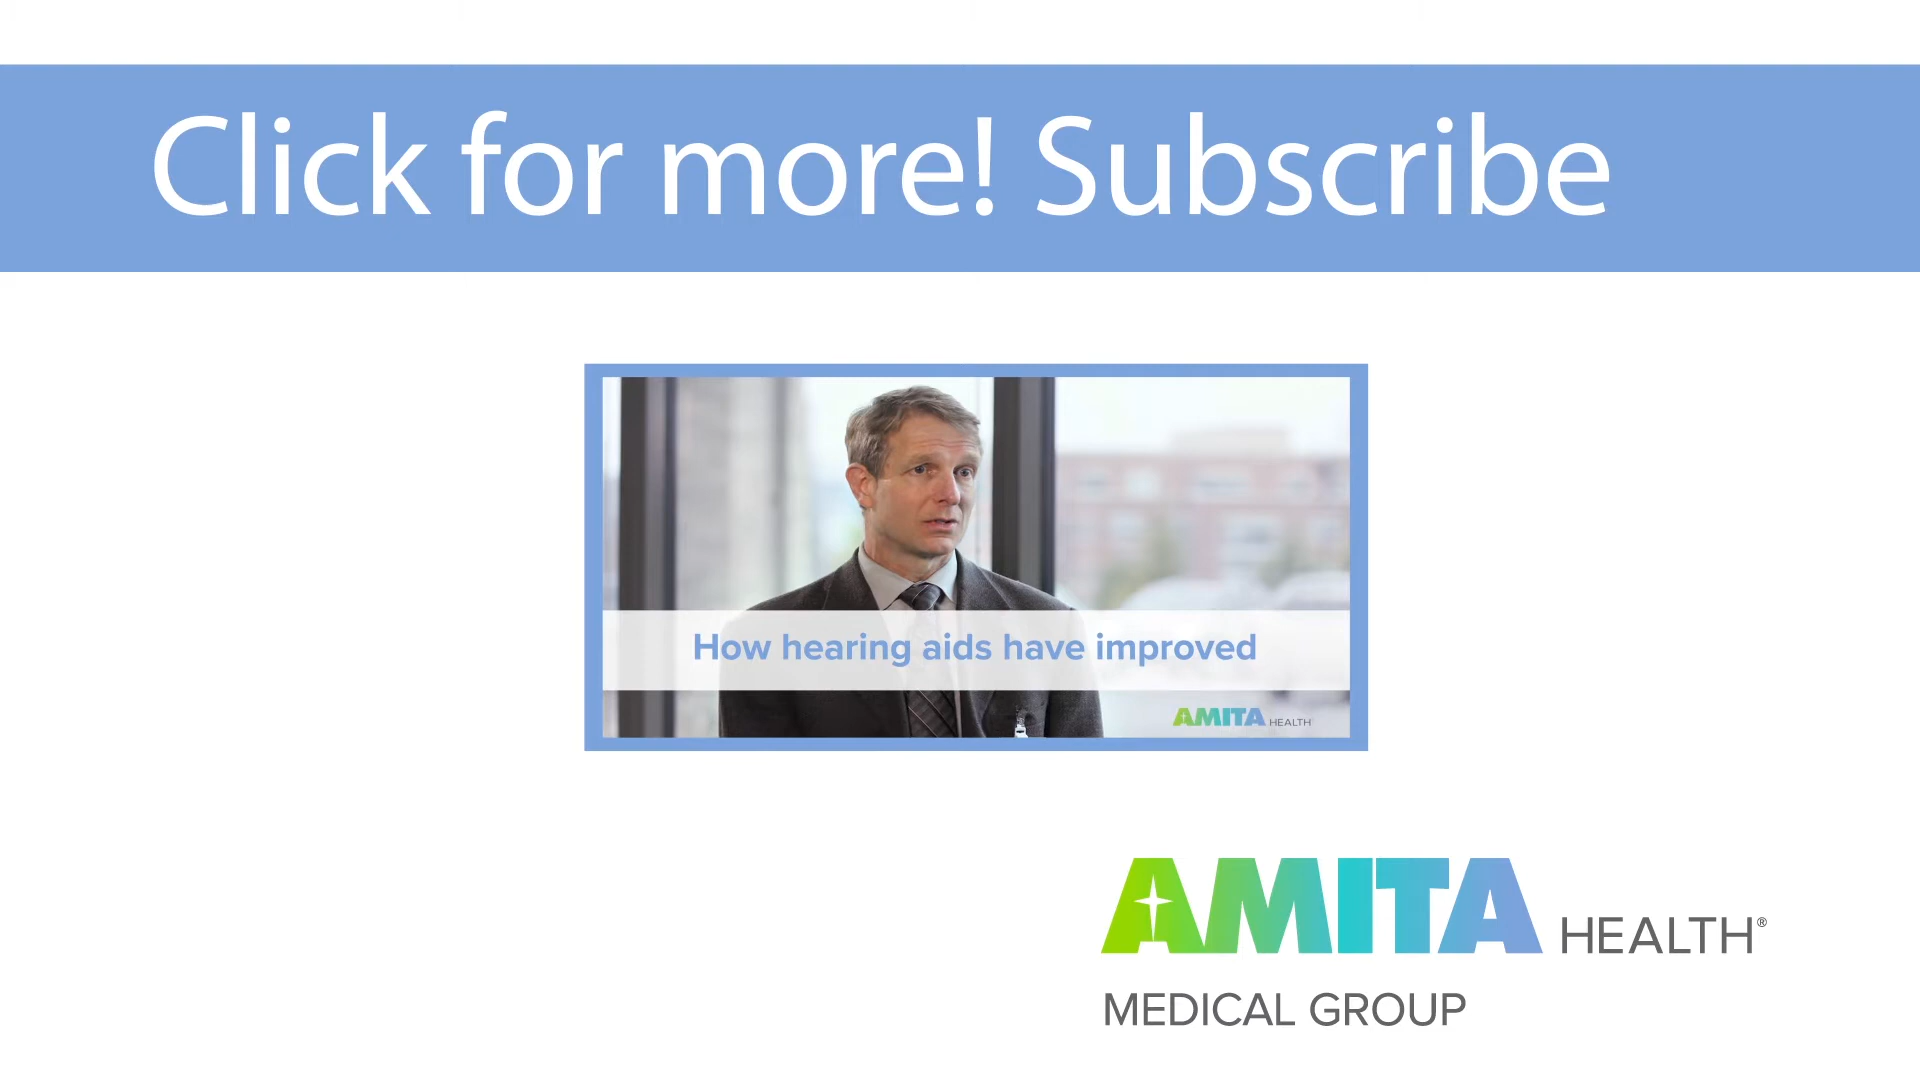 Click for more! Subscribe
How hearing aids have improved
AMITA HEALTH
AMITA HEALTH®
MEDICAL GROUP